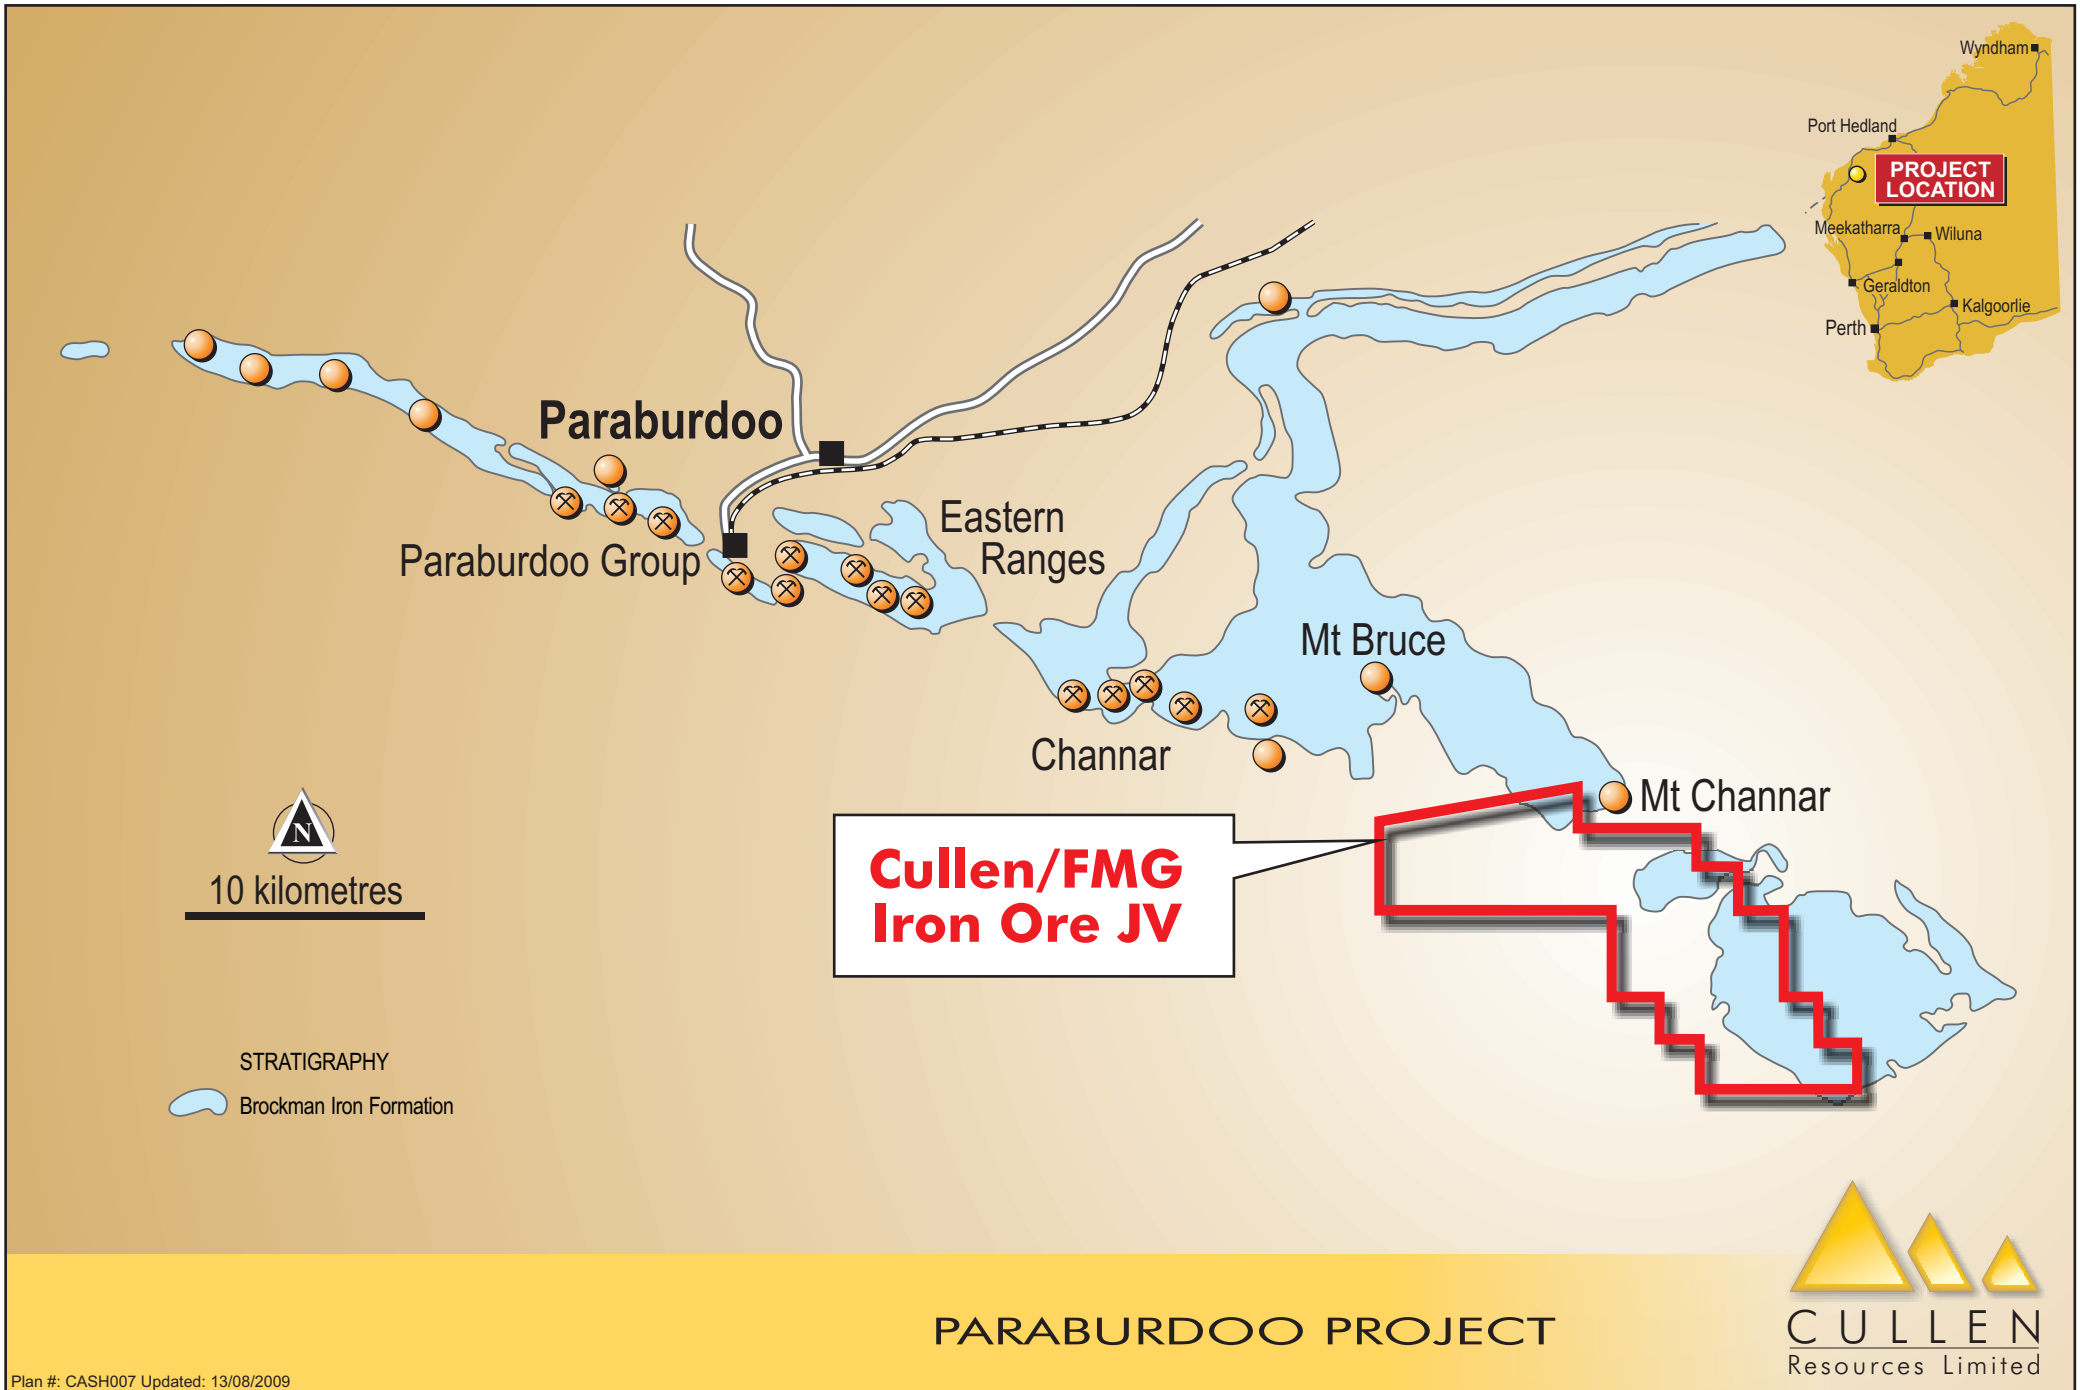 Wyndham
Port Hedland
PROJECT
LOCATION
Meekatharra
Wiluna
Geraldton
Kalgoorlie
Perth
Paraburdoo
Eastern
Ranges
Paraburdoo Group
Mt Bruce
Channar
Mt Channar
N
10 kilometres
Cullen/FMG
Iron Ore JV
STRATIGRAPHY
Brockman Iron Formation
PARABURDOO PROJECT
CULLEN
Resources Limited
Plan #: CASH007 Updated: 13/08/2009